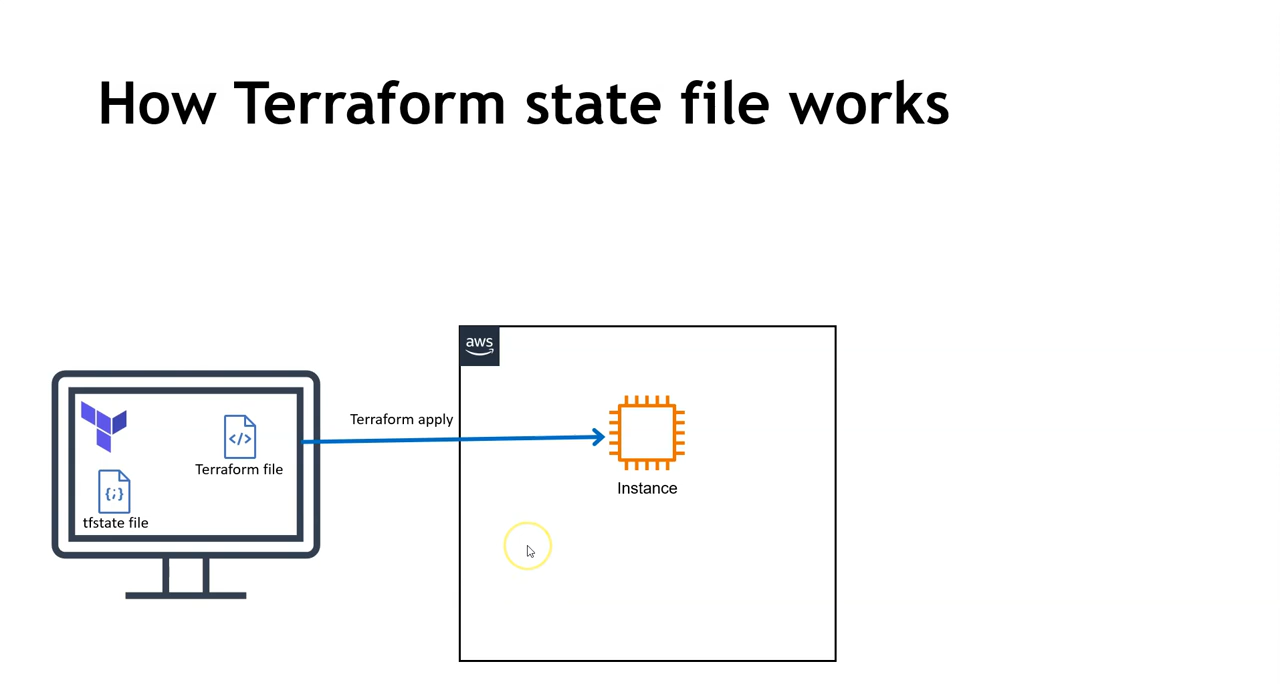 How Terraform state file works
aws
Terraform apply
</>
Terraform file
{;}
tfstate file
Instance